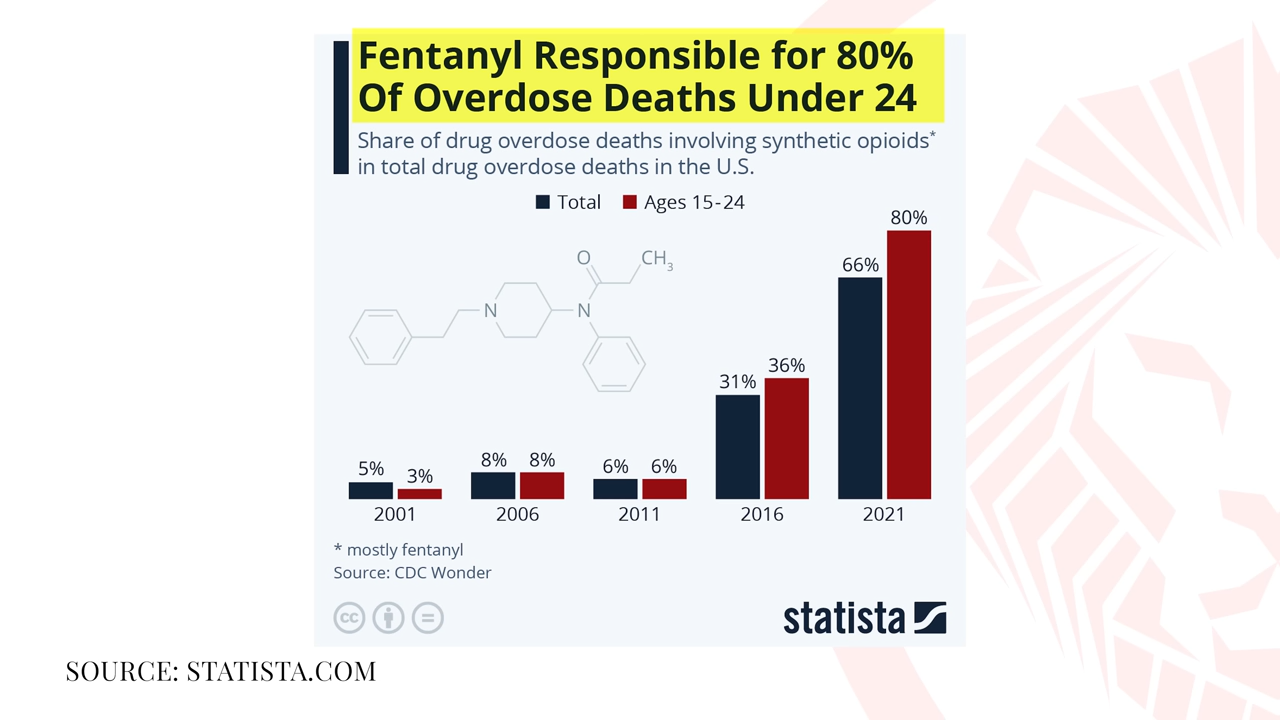 Fentanyl Responsible for 80%
Of Overdose Deaths Under 24
Share of drug overdose deaths involving synthetic opioids*
in total drug overdose deaths in the U.S.
Total Ages 15-24
5% 3% 8% 8% 6% 6% 31% 36% 66% 80%
O CH3
N N
2001 2006 2011 2016 2021
* mostly fentanyl
Source: CDC Wonder
cc
statista
SOURCE: STATISTA.COM